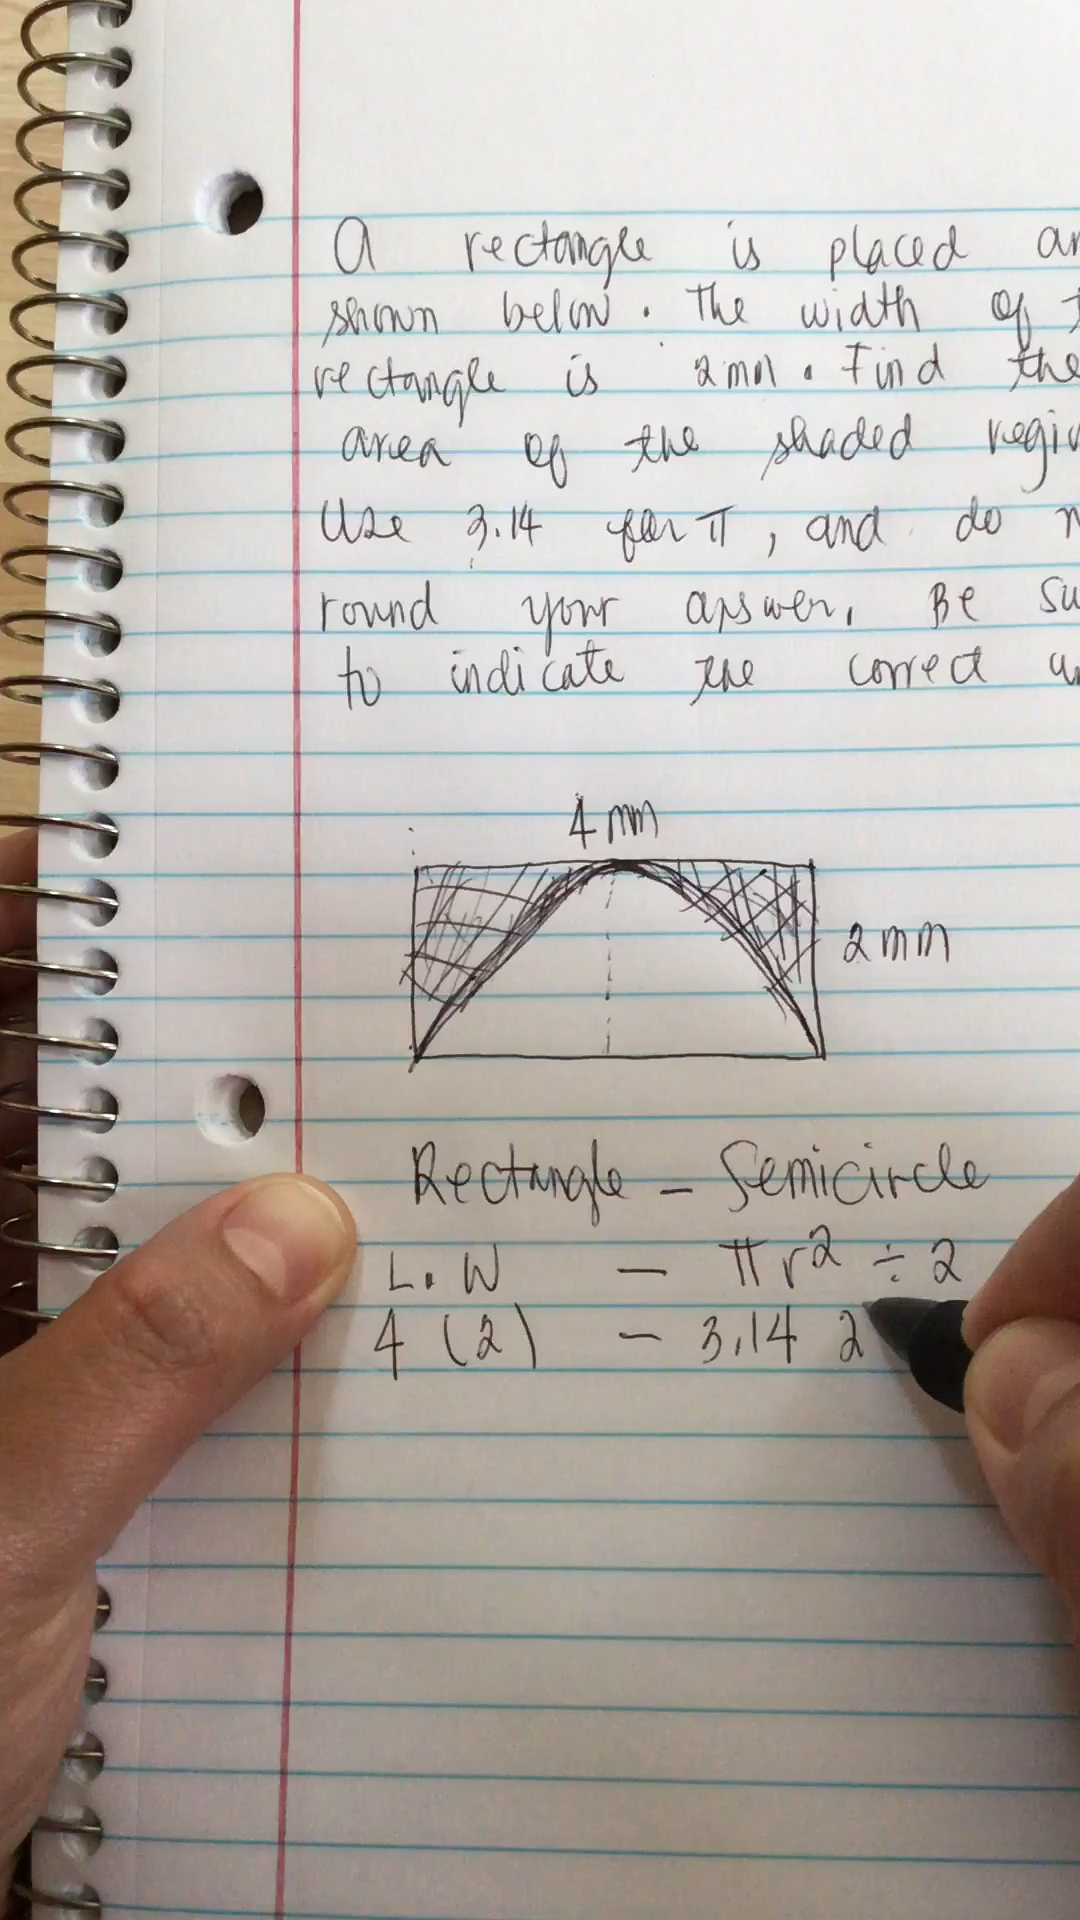 A rectangle is placed
shown below. The width of
rectangle is 2mm. Find the
area of the shaded
Use 3.14 for π, and do
round your answer. Be
to indicate the correct
4 mm
2 mm
Rectangle - Semicircle
L. W - πr² ÷ 2
4 (2) - 3.14 2